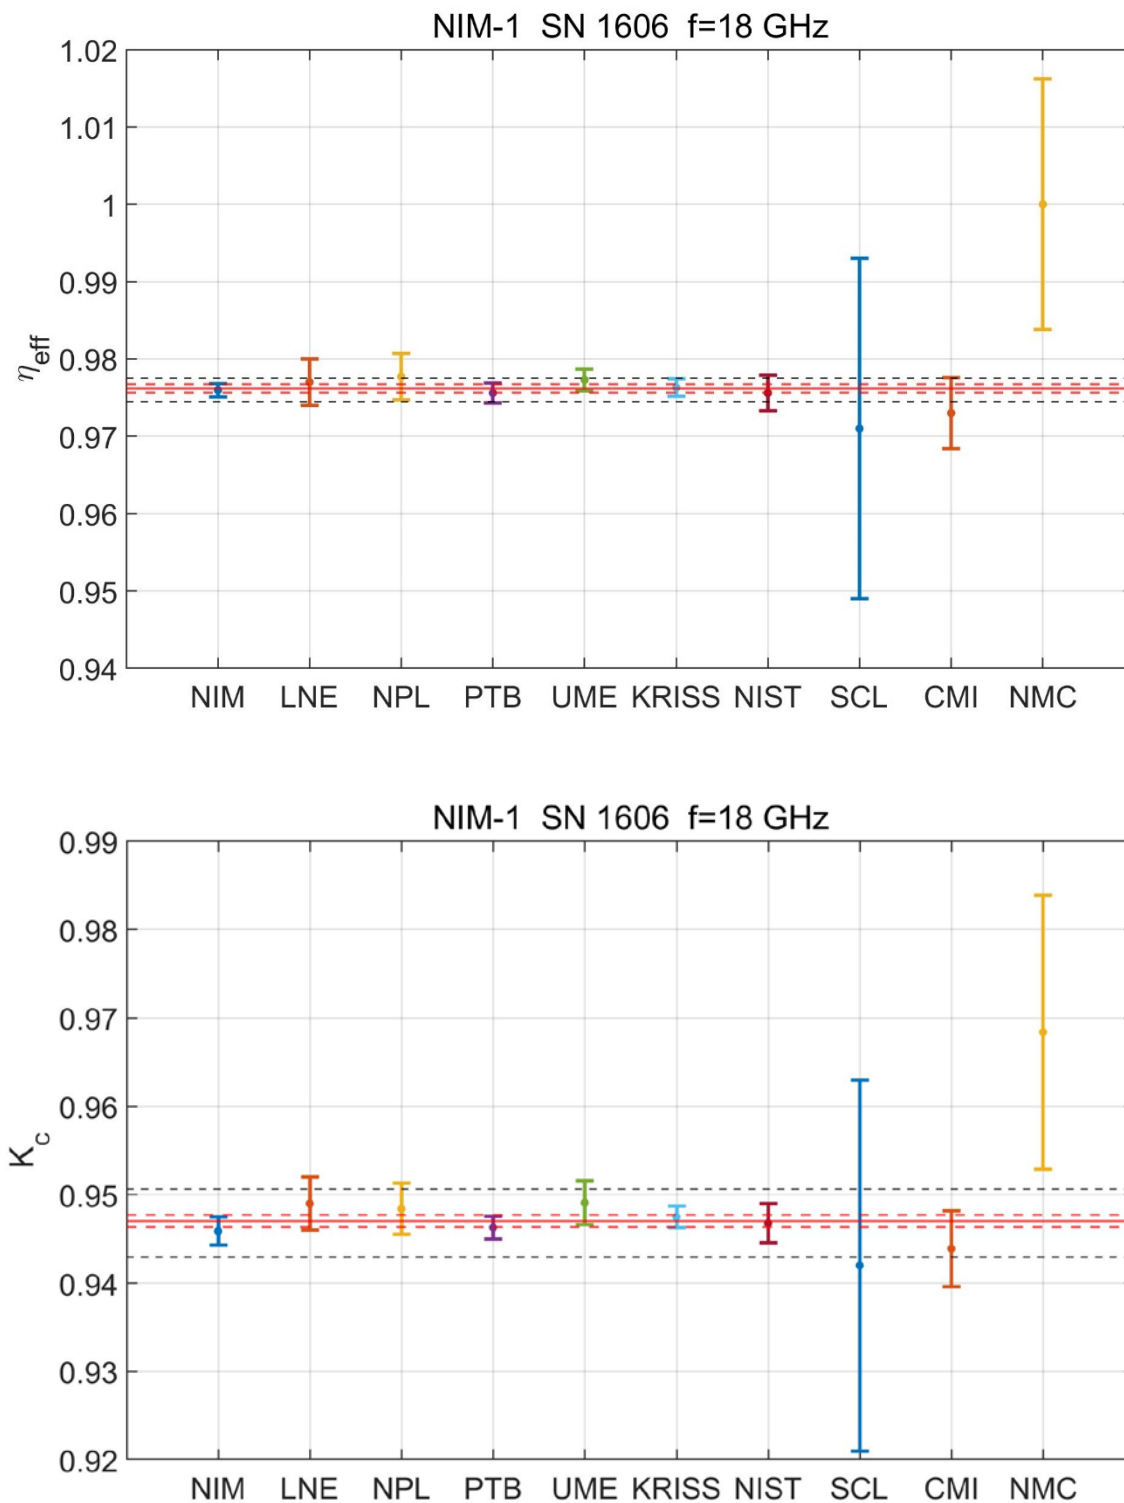 NIM-1 SN 1606 f=18 GHz
1.02
1.01
1
0.99
0.98
0.97
0.96
0.95
0.94
ηeff
NIM LNE NPL PTB UME KRISS NIST SCL CMI NMC
NIM-1 SN 1606 f=18 GHz
0.99
0.98
0.97
0.96
0.95
0.94
0.93
0.92
Kc
NIM LNE NPL PTB UME KRISS NIST SCL CMI NMC